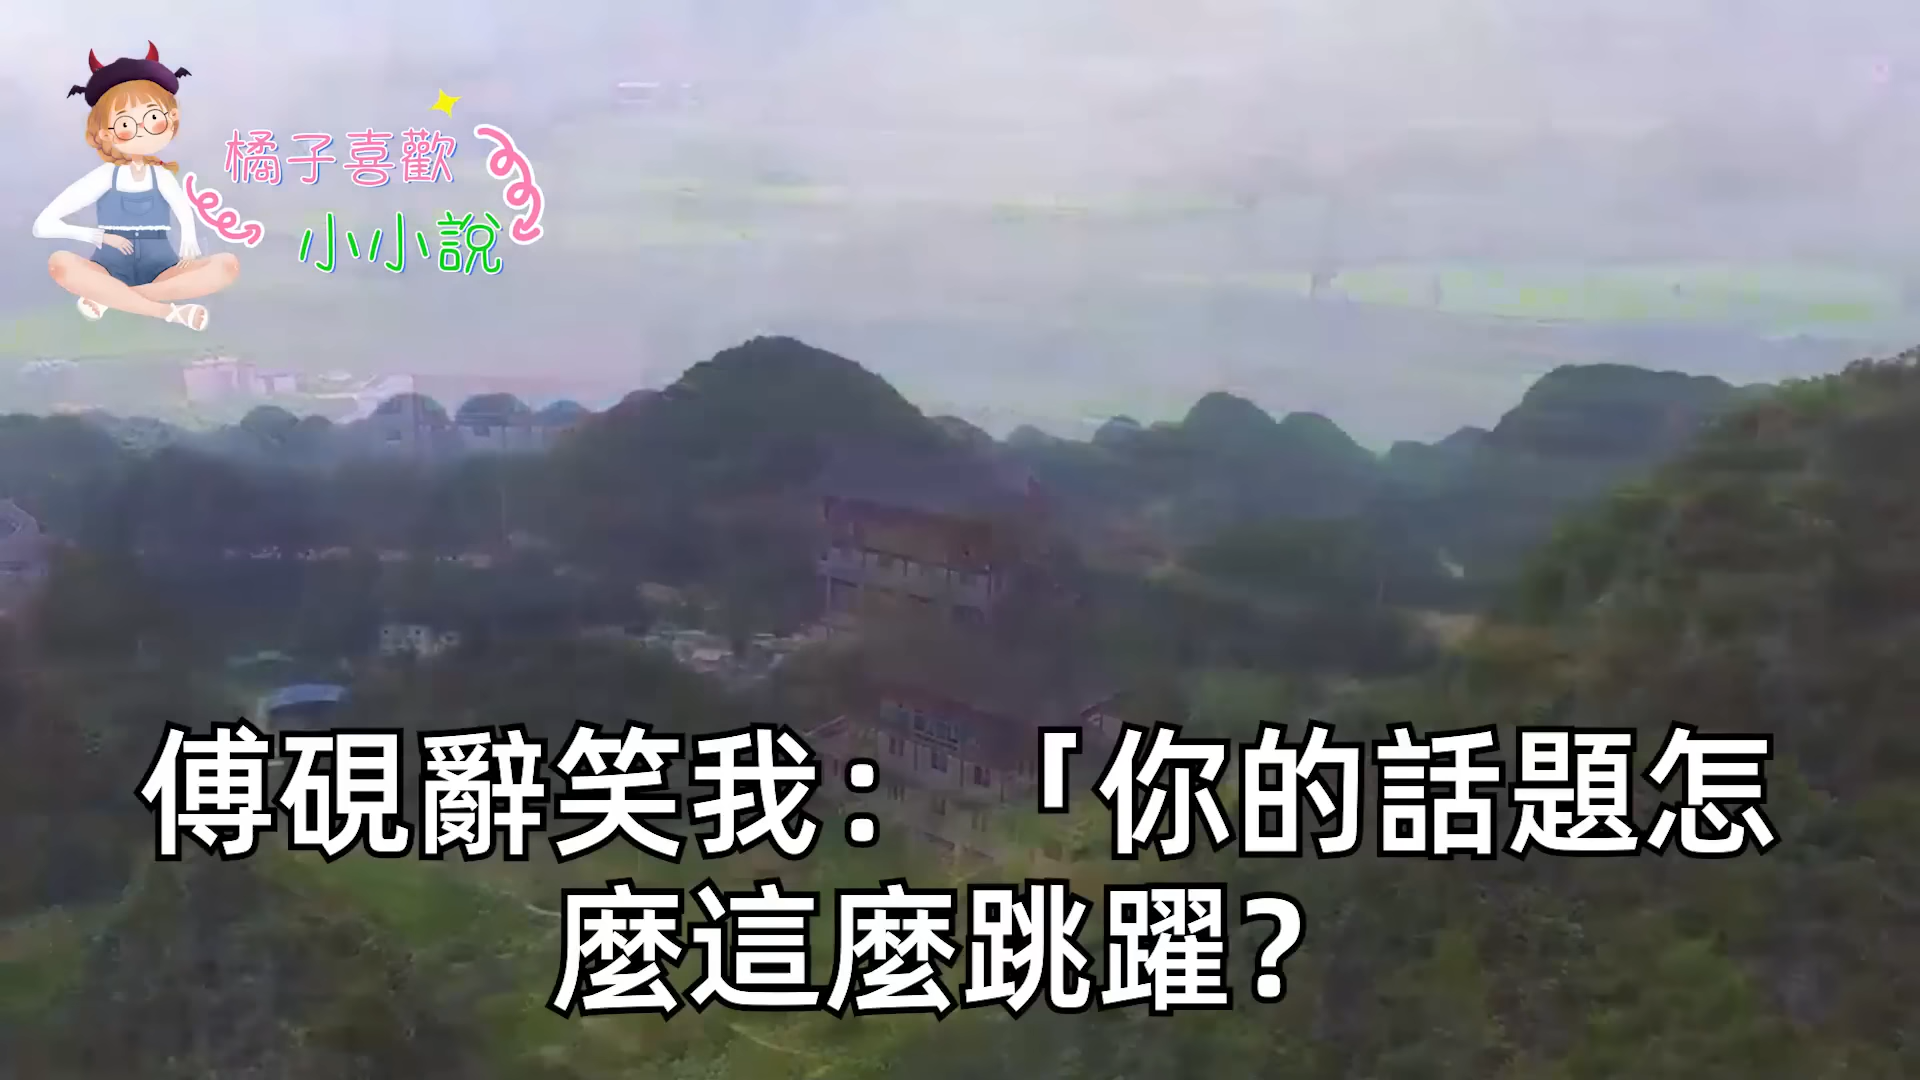 橘子喜歡
小小說
傅硯辭笑我：「你的話題怎
麼這麼跳躍？